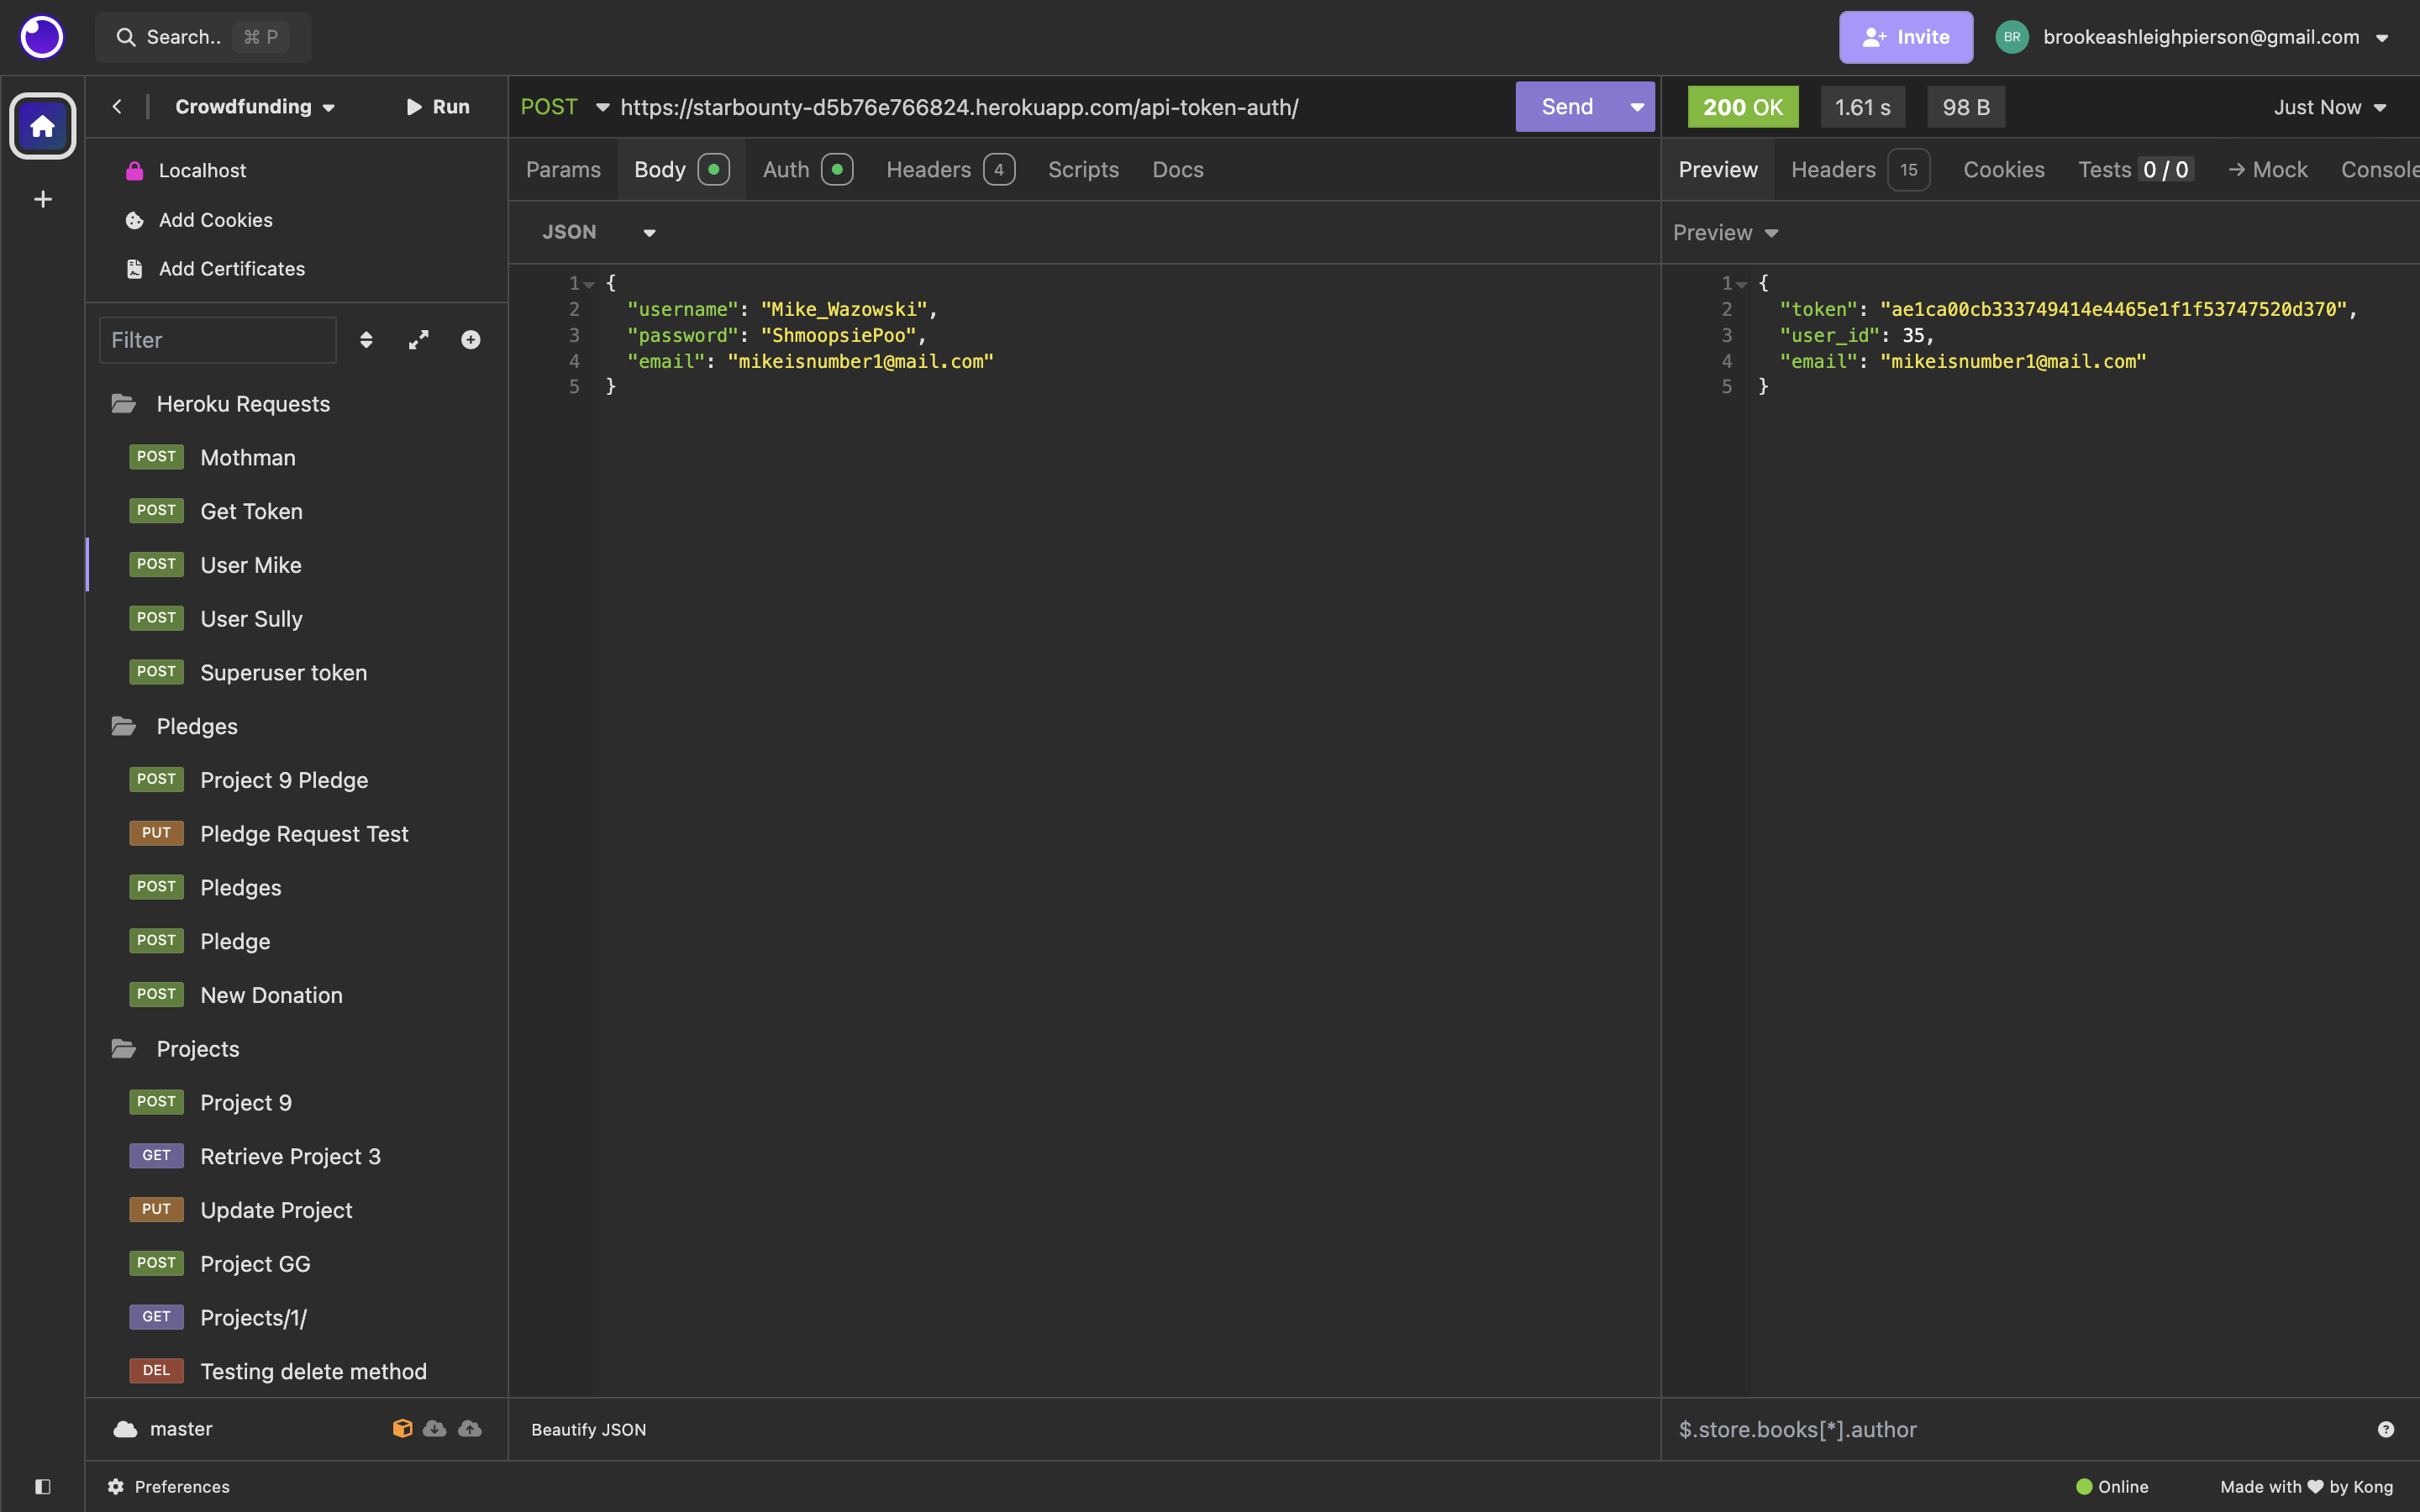 Search.. ⌘ P
Invite
BR brookeashleighpierson@gmail.com
Crowdfunding
Run
Localhost
Add Cookies
Add Certificates
Filter
Heroku Requests
POST Mothman
POST Get Token
POST User Mike
POST User Sully
POST Superuser token
Pledges
POST Project 9 Pledge
PUT Pledge Request Test
POST Pledges
POST Pledge
POST New Donation
Projects
POST Project 9
GET Retrieve Project 3
PUT Update Project
POST Project GG
GET Projects/1/
DEL Testing delete method
master
POST https://starbounty-d5b76e766824.herokuapp.com/api-token-auth/ Send
Params Body Auth Headers 4 Scripts Docs
JSON
1 {
2 "username": "Mike_Wazowski",
3 "password": "ShmoopsiePoo",
4 "email": "mikeisnumber1@mail.com"
5 }
Beautify JSON
200 OK 1.61 s 98 B Just Now
Preview Headers 15 Cookies Tests 0 / 0 → Mock Console
Preview
1 {
2 "token": "ae1ca00cb333749414e4465e1f1f53747520d370",
3 "user_id": 35,
4 "email": "mikeisnumber1@mail.com"
5 }
$.store.books[*].author
Preferences
Online
Made with ♥ by Kong